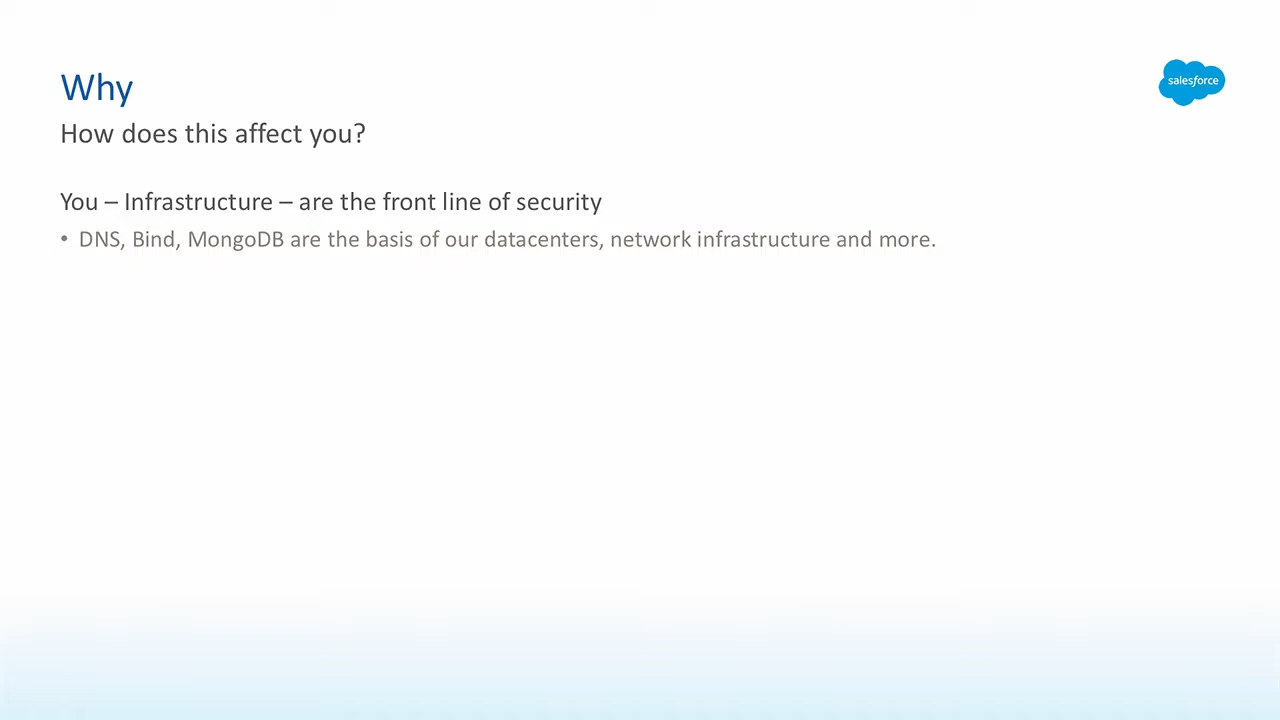 Why
salesforce
How does this affect you?
You – Infrastructure – are the front line of security
• DNS, Bind, MongoDB are the basis of our datacenters, network infrastructure and more.